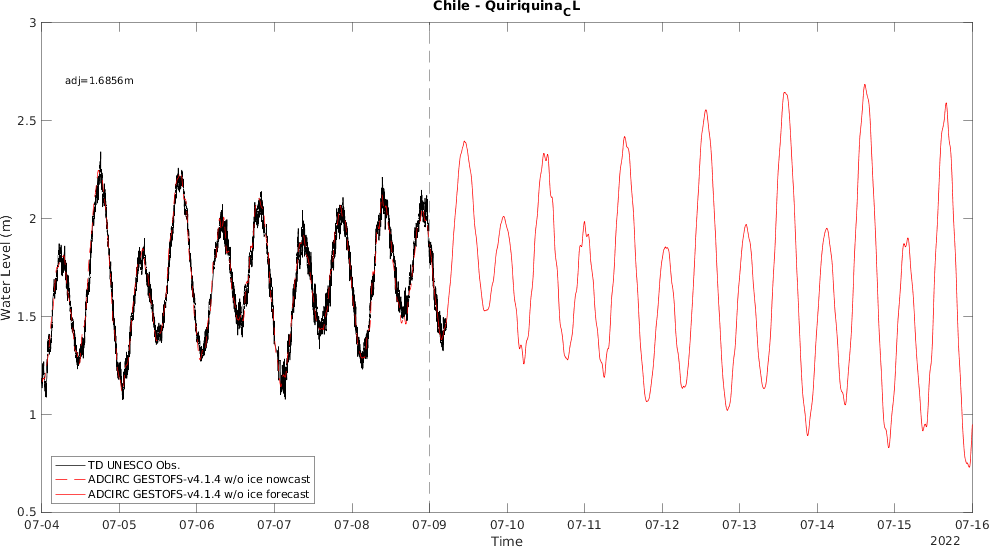 Chile - Quiriquina_CL
adj=1.6856m
Water Level (m)
3
2.5
2
1.5
1
0.5
TD UNESCO Obs.
ADCIRC GESTOFS-v4.1.4 w/o ice nowcast
ADCIRC GESTOFS-v4.1.4 w/o ice forecast
07-04 07-05 07-06 07-07 07-08 07-09 07-10 07-11 07-12 07-13 07-14 07-15 07-16
Time
2022